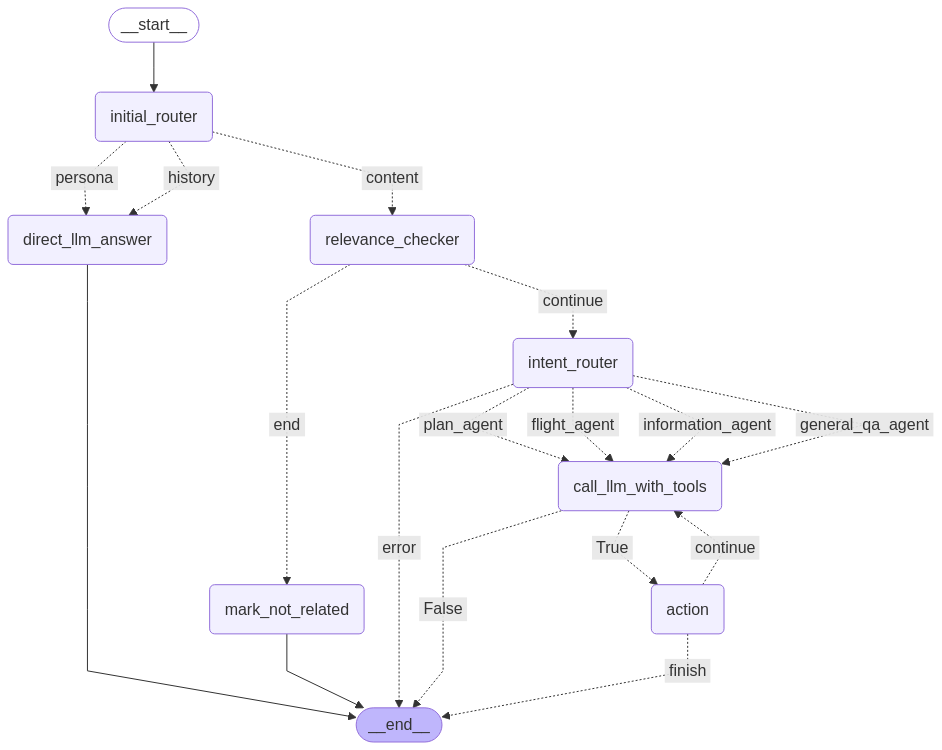 __start__
initial_router
persona
history
content
direct_llm_answer
relevance_checker
continue
intent_router
end
plan_agent
flight_agent
information_agent
general_qa_agent
call_llm_with_tools
error
True
continue
mark_not_related
False
action
finish
__end__